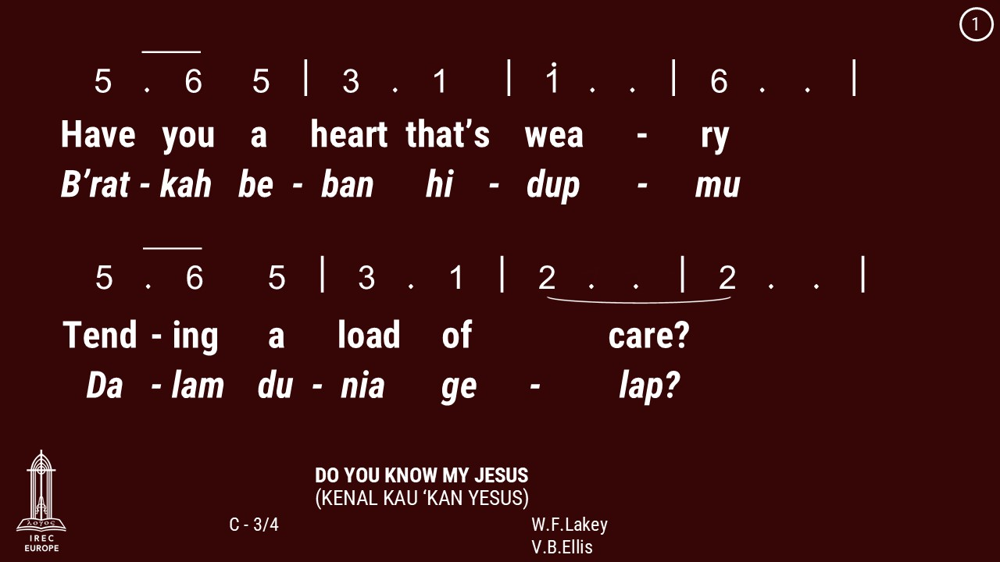 1
5 . 6 5 | 3 . 1 | 1̇ . . | 6 . . |
Have you a heart that’s wea - ry
B’rat - kah be - ban hi - dup - mu
5 . 6 5 | 3 . 1 | 2 . . | 2 . . |
Tend - ing a load of care?
Da - lam du - nia ge - lap?
DO YOU KNOW MY JESUS
(KENAL KAU ‘KAN YESUS)
C - 3/4 W.F.Lakey
V.B.Ellis
λογος
IREC
EUROPE